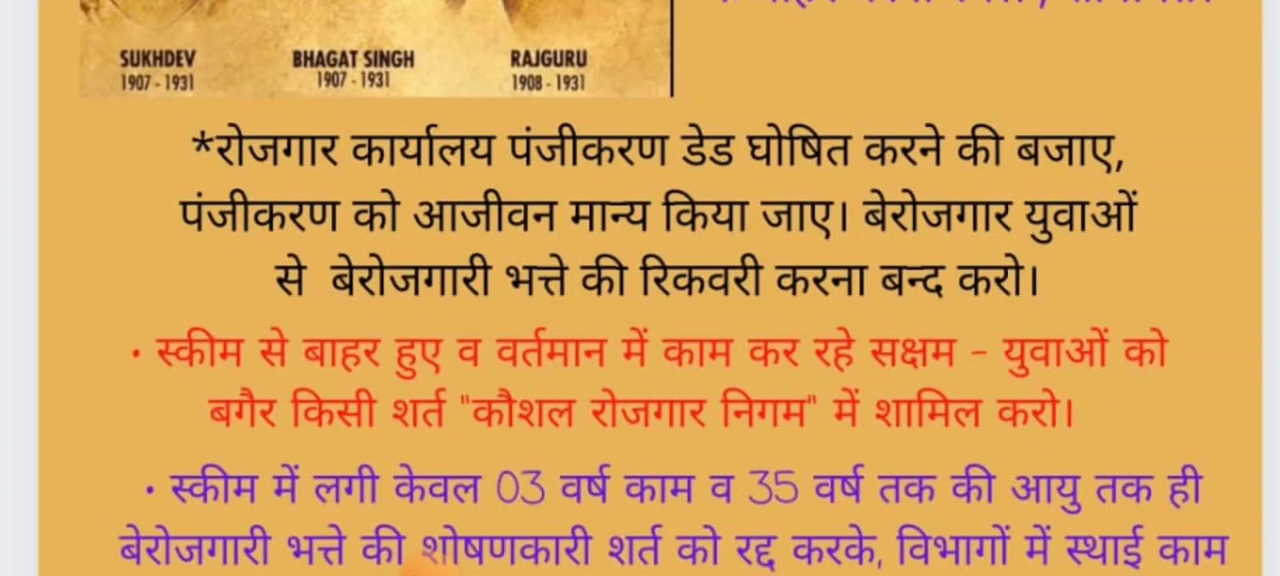 SUKHDEV BHAGAT SINGH RAJGURU
1907 - 1931 1907 - 1931 1908 - 1931
*रोजगार कार्यालय पंजीकरण डेड घोषित करने की बजाए,
पंजीकरण को आजीवन मान्य किया जाए। बेरोजगार युवाओं
से बेरोजगारी भत्ते की रिकवरी करना बन्द करो।
· स्कीम से बाहर हुए व वर्तमान में काम कर रहे सक्षम - युवाओं को
बगैर किसी शर्त "कौशल रोजगार निगम" में शामिल करो।
· स्कीम में लगी केवल 03 वर्ष काम व 35 वर्ष तक की आयु तक ही
बेरोजगारी भत्ते की शोषणकारी शर्त को रद्द करके, विभागों में स्थाई काम